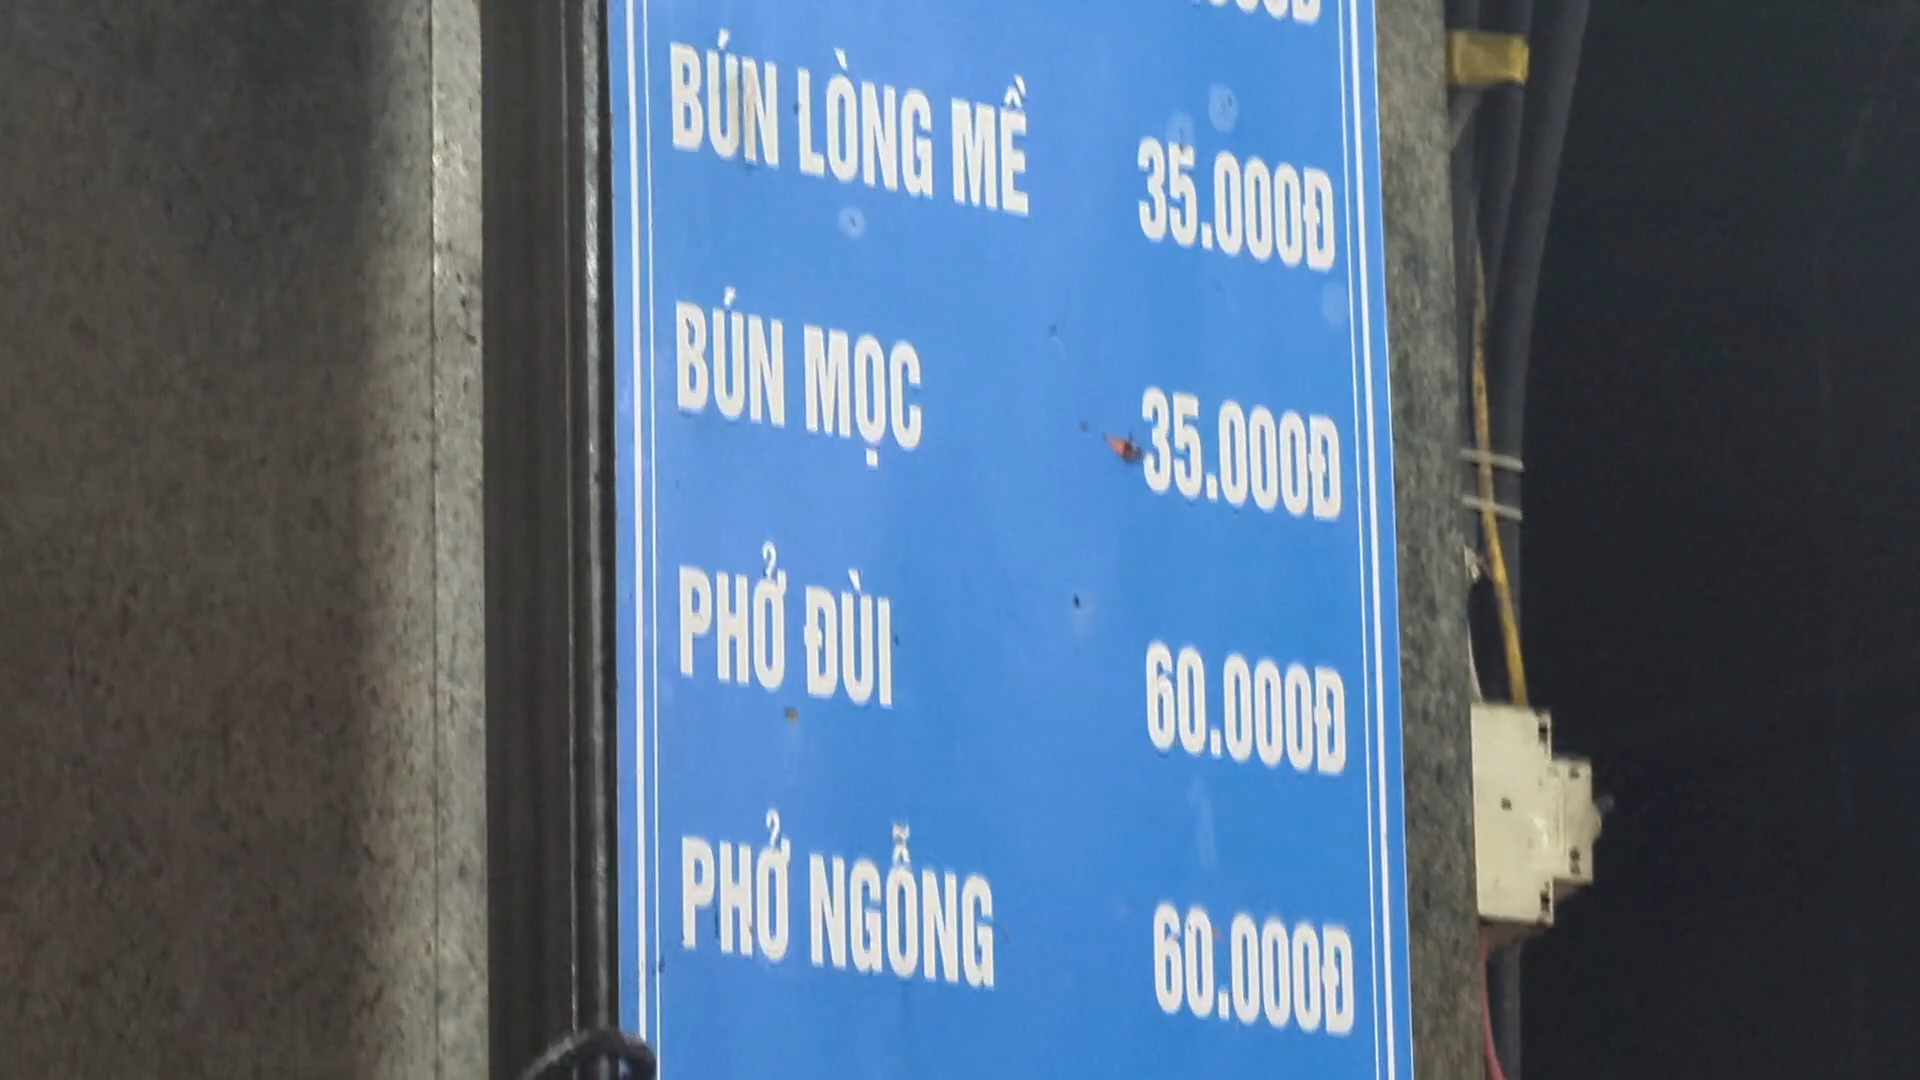 BÚN LÒNG MỀ 35.000Đ
BÚN MỌC 35.000Đ
PHỞ ĐÙI 60.000Đ
PHỞ NGỖNG 60.000Đ